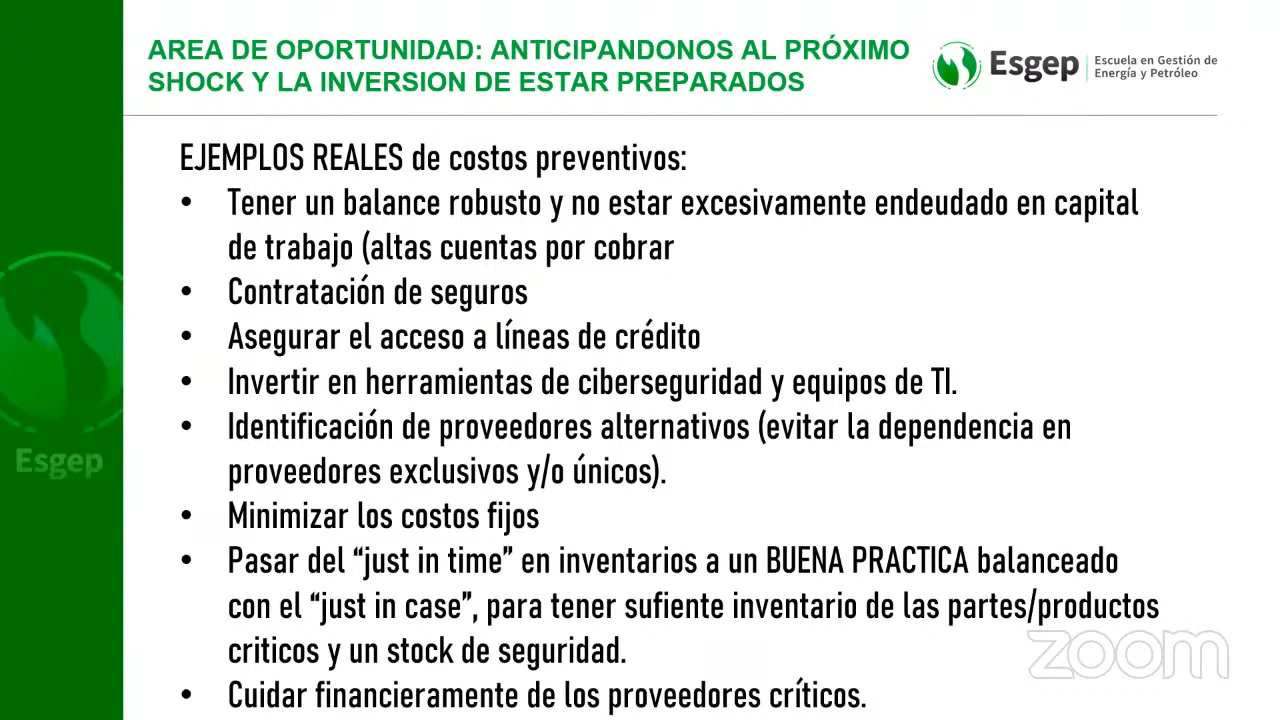 AREA DE OPORTUNIDAD: ANTICIPANDONOS AL PRÓXIMO
SHOCK Y LA INVERSION DE ESTAR PREPARADOS
Esgep
Escuela en Gestión de
Energía y Petróleo
EJEMPLOS REALES de costos preventivos:
• Tener un balance robusto y no estar excesivamente endeudado en capital
de trabajo (altas cuentas por cobrar
• Contratación de seguros
• Asegurar el acceso a líneas de crédito
• Invertir en herramientas de ciberseguridad y equipos de TI.
• Identificación de proveedores alternativos (evitar la dependencia en
proveedores exclusivos y/o únicos).
• Minimizar los costos fijos
• Pasar del “just in time” en inventarios a un BUENA PRACTICA balanceado
con el “just in case”, para tener sufiente inventario de las partes/productos
criticos y un stock de seguridad.
• Cuidar financieramente de los proveedores críticos.
Esgep
zoom